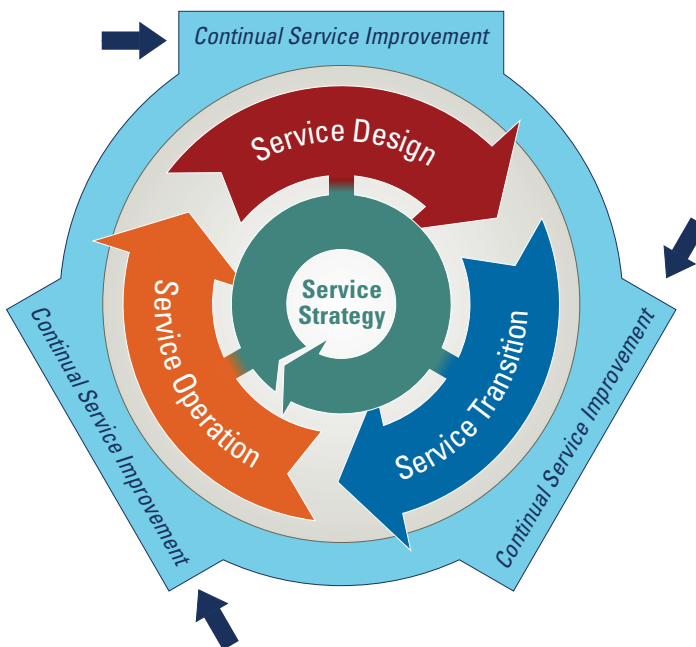 Continual Service Improvement
Service Design
Service
Strategy
Service Transition
Service Operation
Continual Service Improvement
Continual Service Improvement